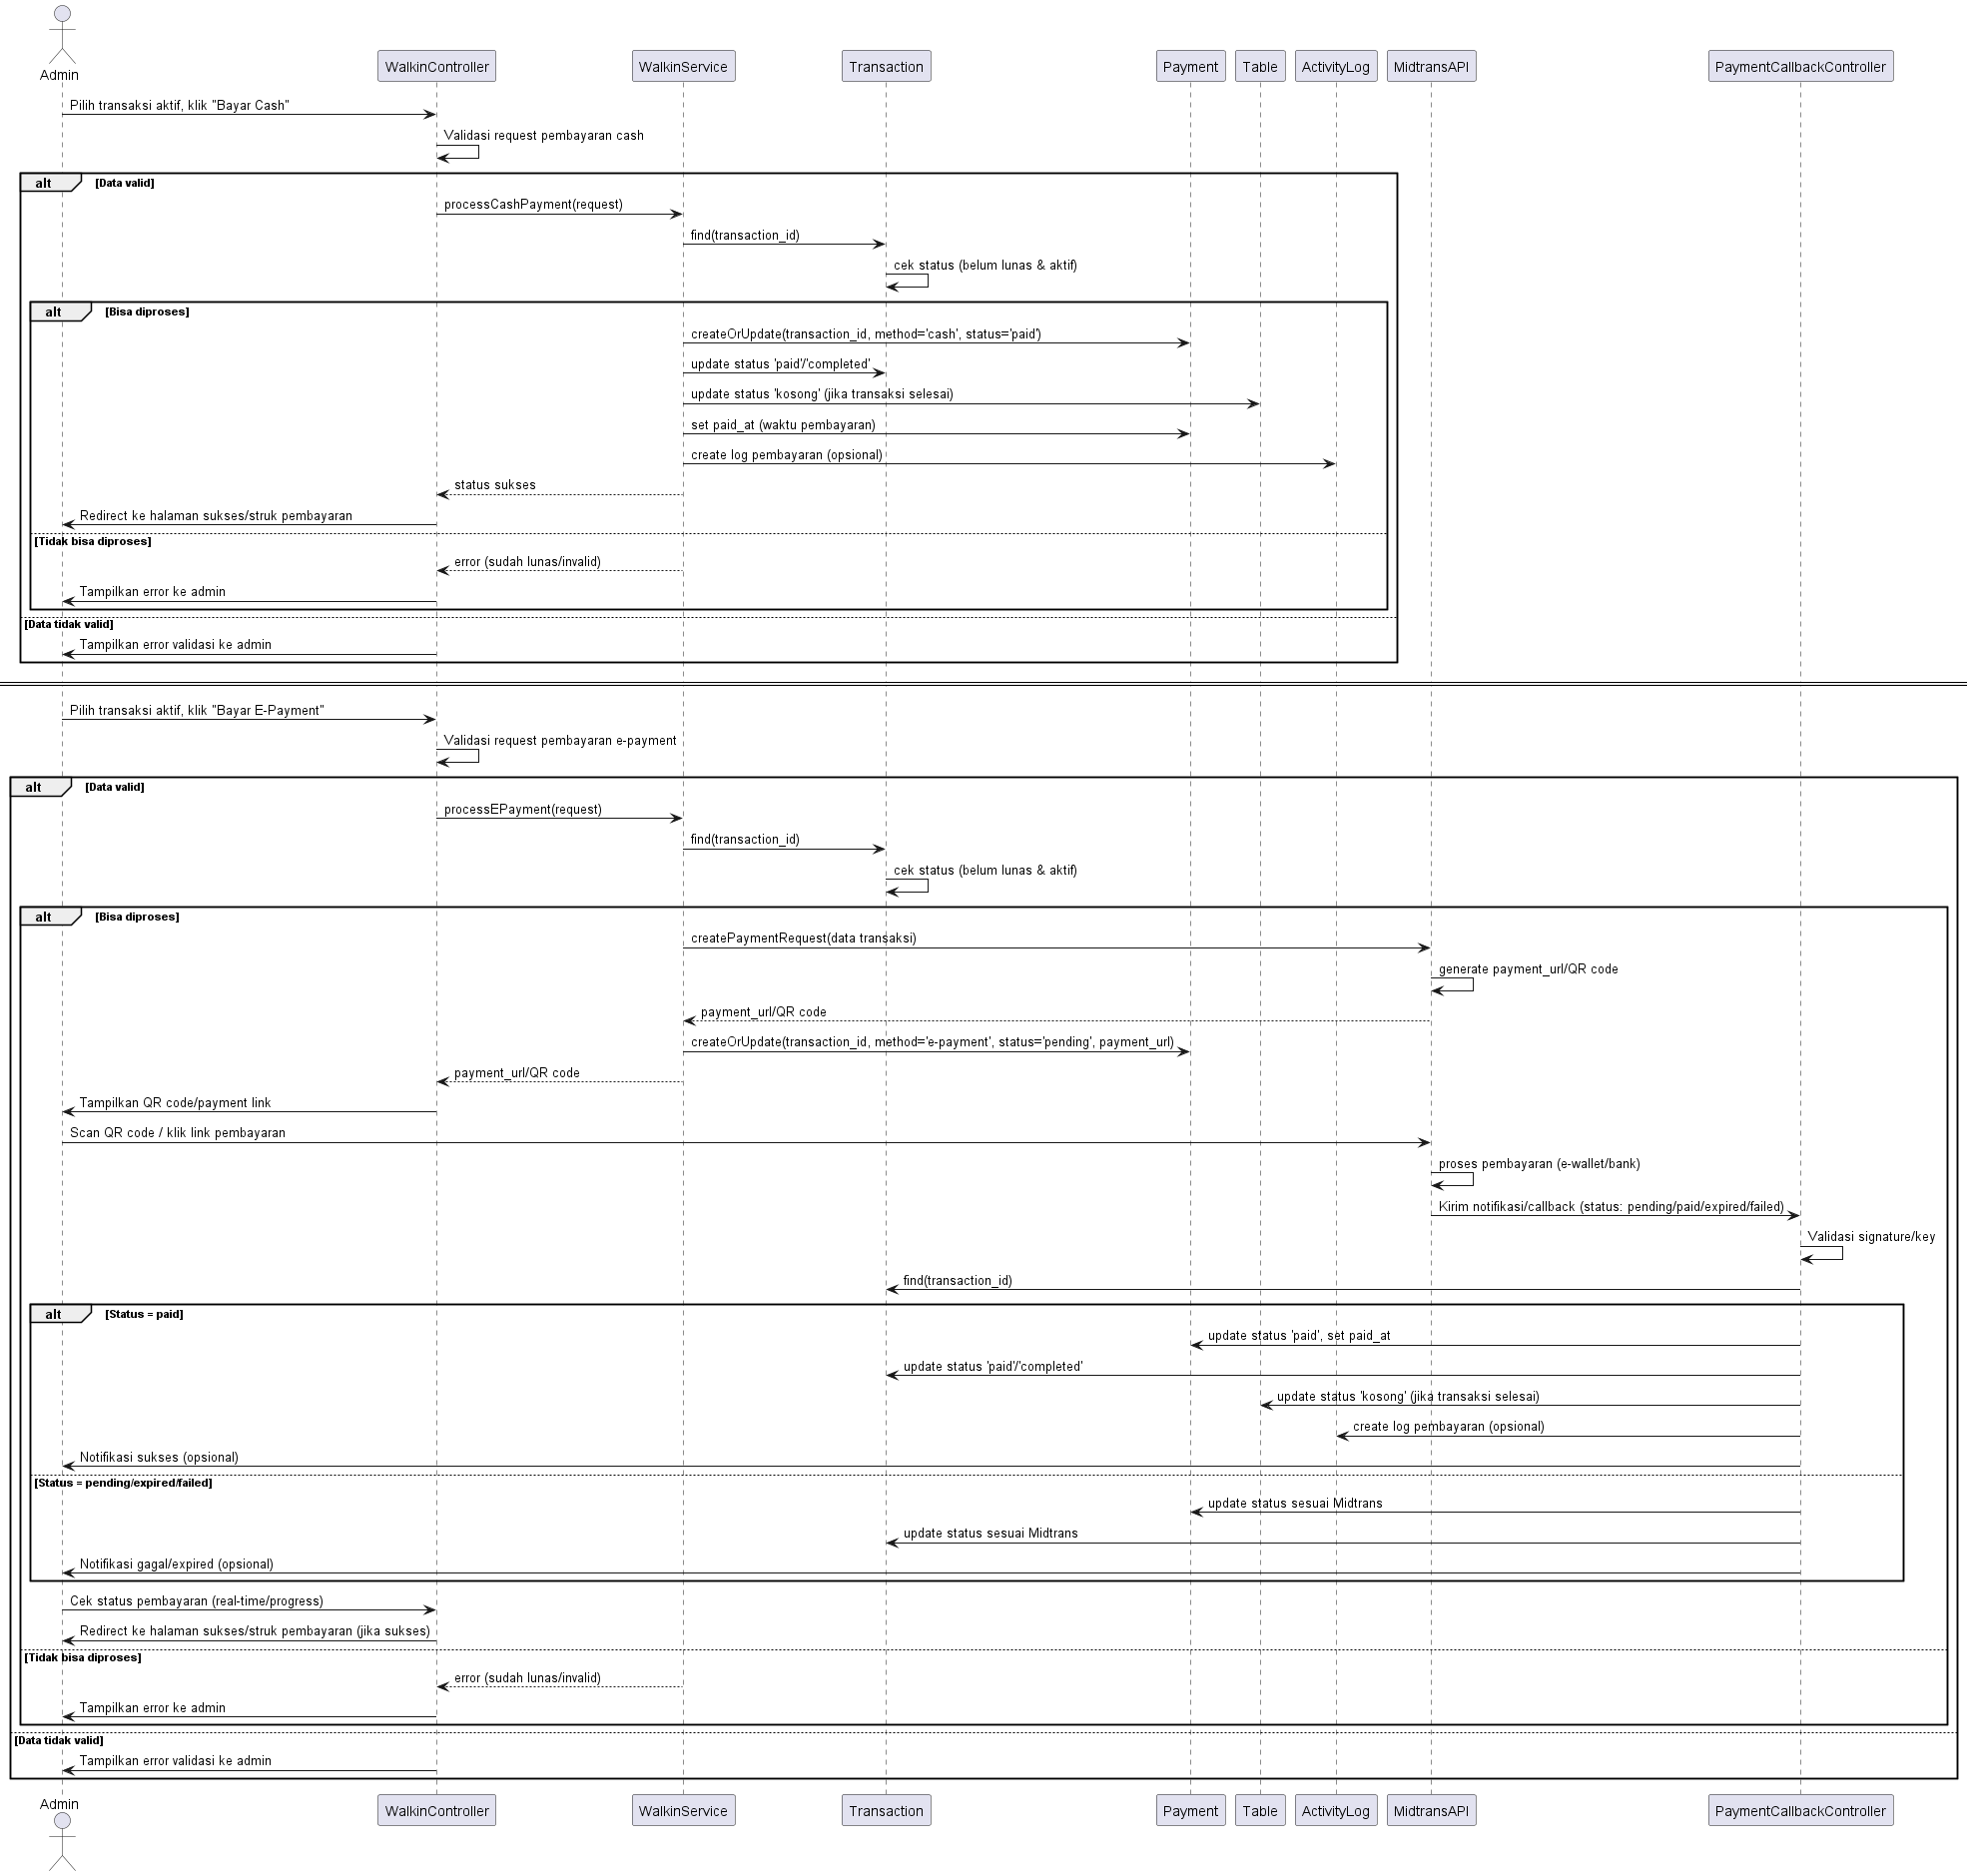 Admin
WalkinController
WalkinService
Transaction
Payment
Table
ActivityLog
MidtransAPI
PaymentCallbackController
Pilih transaksi aktif, klik "Bayar Cash"
Validasi request pembayaran cash
alt [Data valid]
processCashPayment(request)
find(transaction_id)
cek status (belum lunas & aktif)
alt [Bisa diproses]
createOrUpdate(transaction_id, method='cash', status='paid')
update status 'paid'/'completed'
update status 'kosong' (jika transaksi selesai)
set paid_at (waktu pembayaran)
create log pembayaran (opsional)
status sukses
Redirect ke halaman sukses/struk pembayaran
[Tidak bisa diproses]
error (sudah lunas/invalid)
Tampilkan error ke admin
[Data tidak valid]
Tampilkan error validasi ke admin
Pilih transaksi aktif, klik "Bayar E-Payment"
Validasi request pembayaran e-payment
alt [Data valid]
processEPayment(request)
find(transaction_id)
cek status (belum lunas & aktif)
alt [Bisa diproses]
createPaymentRequest(data transaksi)
generate payment_url/QR code
payment_url/QR code
createOrUpdate(transaction_id, method='e-payment', status='pending', payment_url)
payment_url/QR code
Tampilkan QR code/payment link
Scan QR code / klik link pembayaran
proses pembayaran (e-wallet/bank)
Kirim notifikasi/callback (status: pending/paid/expired/failed)
Validasi signature/key
find(transaction_id)
alt [Status = paid]
update status 'paid', set paid_at
update status 'paid'/'completed'
update status 'kosong' (jika transaksi selesai)
create log pembayaran (opsional)
Notifikasi sukses (opsional)
[Status = pending/expired/failed]
update status sesuai Midtrans
update status sesuai Midtrans
Notifikasi gagal/expired (opsional)
Cek status pembayaran (real-time/progress)
Redirect ke halaman sukses/struk pembayaran (jika sukses)
[Tidak bisa diproses]
error (sudah lunas/invalid)
Tampilkan error ke admin
[Data tidak valid]
Tampilkan error validasi ke admin
Admin
WalkinController
WalkinService
Transaction
Payment
Table
ActivityLog
MidtransAPI
PaymentCallbackController